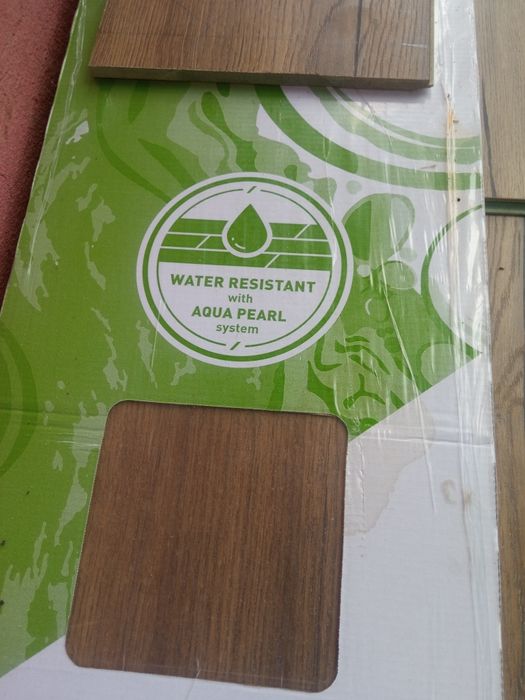 WATER RESISTANT
with
AQUA PEARL
system